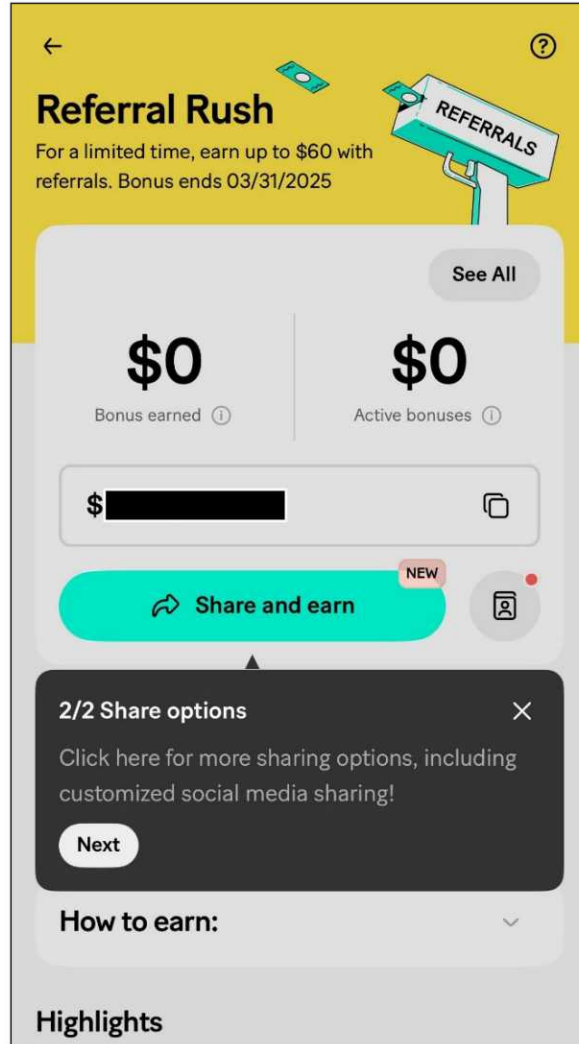 Referral Rush
REFERRALS
For a limited time, earn up to $60 with
referrals. Bonus ends 03/31/2025
See All
$0
$0
Bonus earned
Active bonuses
$
NEW
Share and earn
2/2 Share options
Click here for more sharing options, including
customized social media sharing!
Next
How to earn:
Highlights